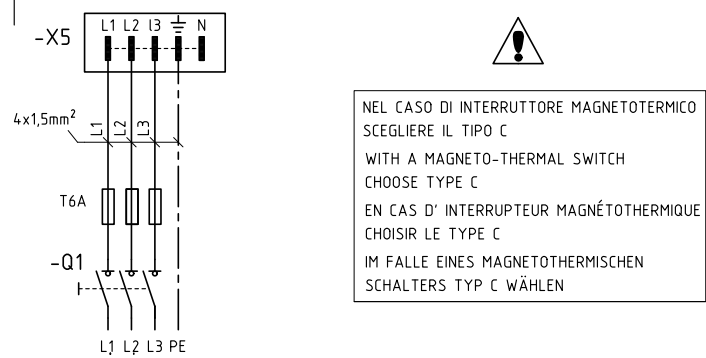 L1 L2 l3 N
-X5
4x1,5mm²
L1
L2
L3
T6A
-Q1
L1 L2 L3 PE
NEL CASO DI INTERRUTTORE MAGNETOTERMICO
SCEGLIERE IL TIPO C
WITH A MAGNETO-THERMAL SWITCH
CHOOSE TYPE C
EN CAS D' INTERRUPTEUR MAGNÉTOTHERMIQUE
CHOISIR LE TYPE C
IM FALLE EINES MAGNETOTHERMISCHEN
SCHALTERS TYP C WÄHLEN